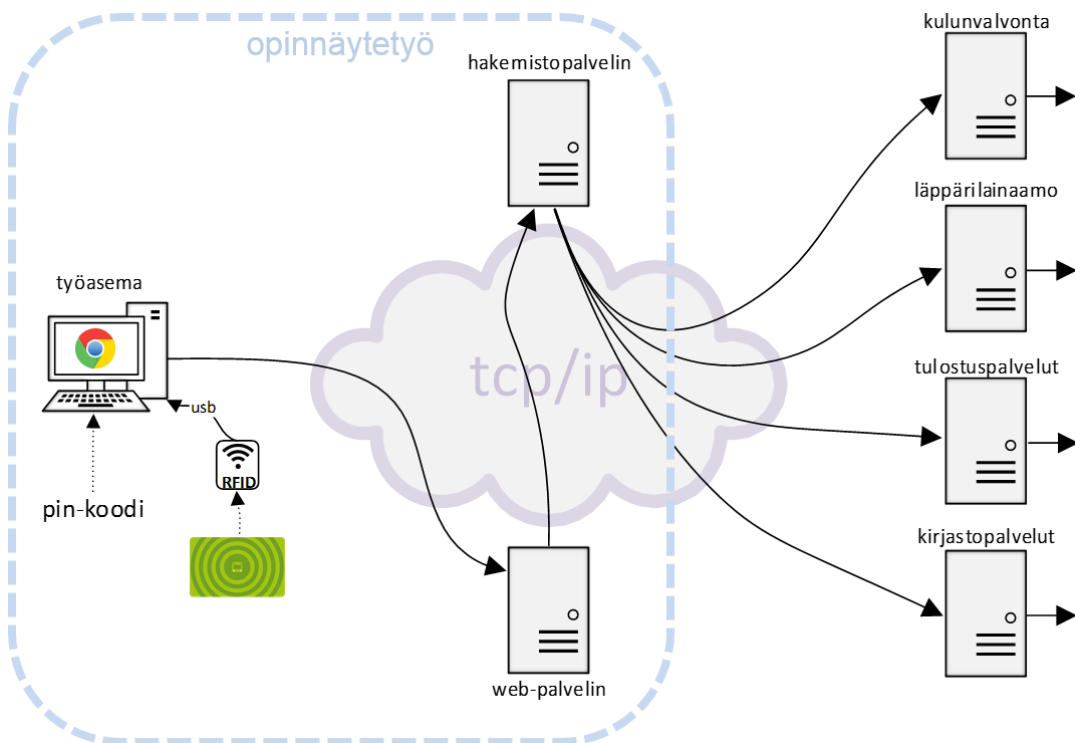 opinnäytetyö
hakemistopalvelin
kulunvalvonta
läppärilainaamo
työasema
tcp/ip
tulostuspalvelut
usb
RFID
pin-koodi
kirjastopalvelut
web-palvelin